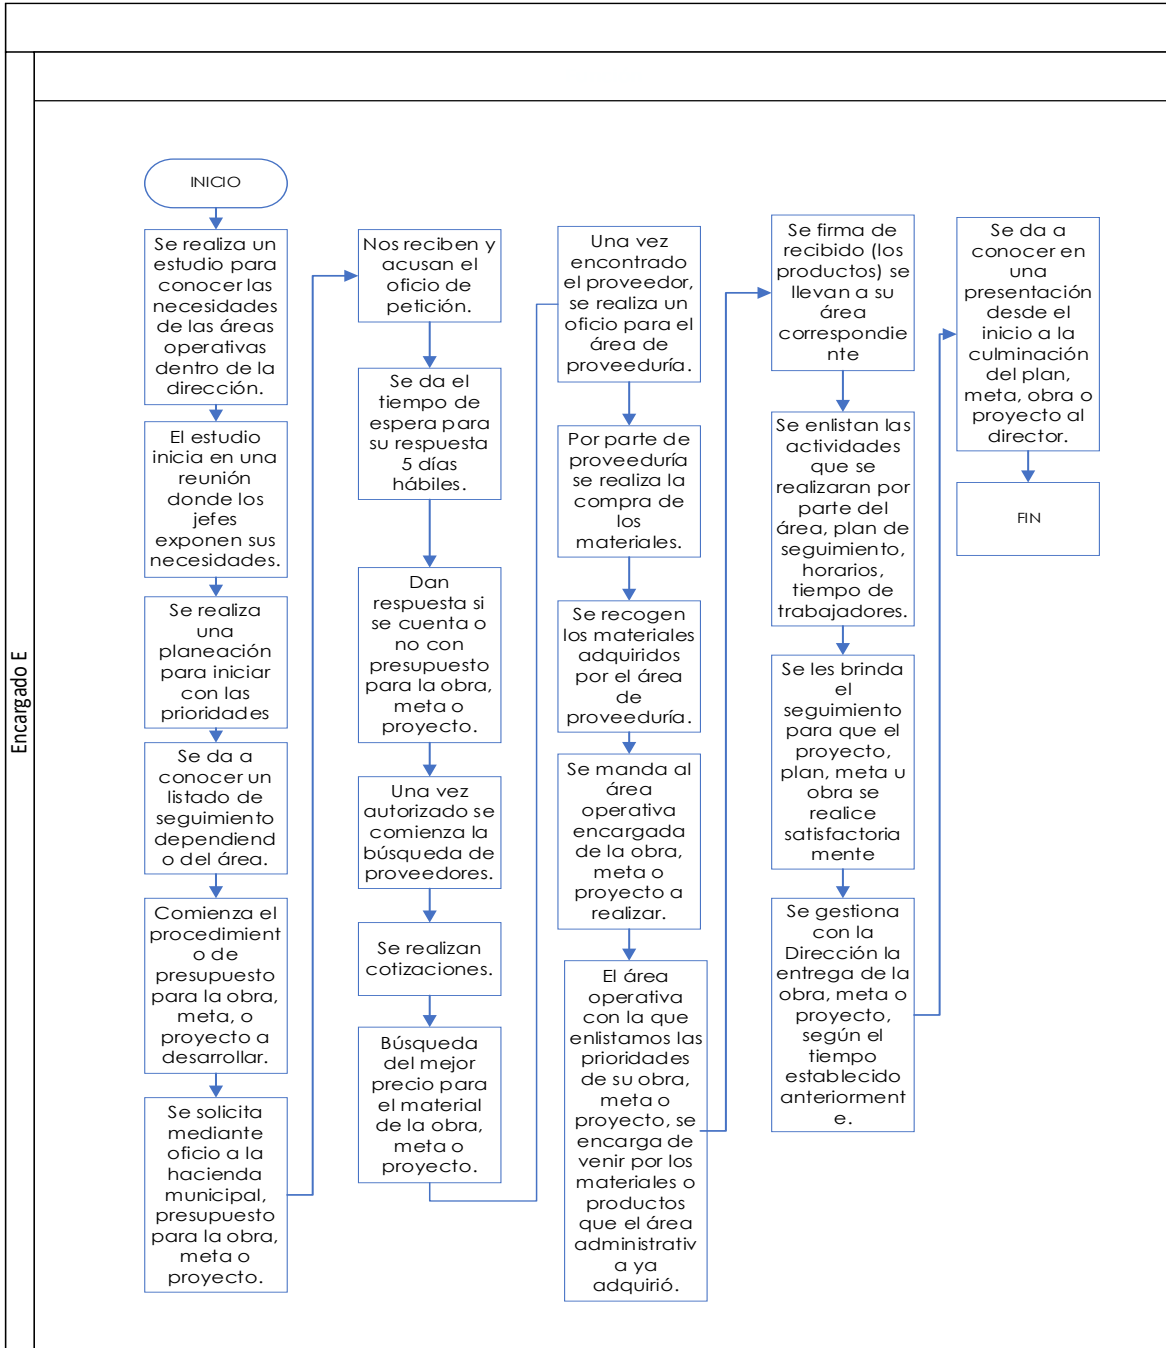 Encargado E
INICIO
Se realiza un
estudio para
conocer las
necesidades
de las áreas
operativas
dentro de la
dirección.
El estudio
inicia en una
reunión
donde los
jefes
exponen sus
necesidades.
Se realiza
una
planeación
para iniciar
con las
prioridades
Se da a
conocer un
listado de
seguimiento
dependiend
o del área.
Comienza el
procedimient
o de
presupuesto
para la obra,
meta, o
proyecto a
desarrollar.
Se solicita
mediante
oficio a la
hacienda
municipal,
presupuesto
para la obra,
meta o
proyecto.
Nos reciben y
acusan el
oficio de
petición.
Se da el
tiempo de
espera para
su respuesta
5 días
hábiles.
Dan
respuesta si
se cuenta o
no con
presupuesto
para la obra,
meta o
proyecto.
Una vez
autorizado se
comienza la
búsqueda de
proveedores.
Se realizan
cotizaciones.
Búsqueda
del mejor
precio para
el material
de la obra,
meta o
proyecto.
Una vez
encontrado
el proveedor,
se realiza un
oficio para el
área de
proveeduría.
Por parte de
proveeduría
se realiza la
compra de
los
materiales.
Se recogen
los materiales
adquiridos
por el área
de
proveeduría.
Se manda al
área
operativa
encargada
de la obra,
meta o
proyecto a
realizar.
El área
operativa
con la que
enlistamos las
prioridades
de su obra,
meta o
proyecto, se
encarga de
venir por los
materiales o
productos
que el área
administrativ
a ya
adquirió.
Se firma de
recibido (los
productos) se
llevan a su
área
correspondie
nte
Se enlistan las
actividades
que se
realizaran por
parte del
área, plan de
seguimiento,
horarios,
tiempo de
trabajadores.
Se les brinda
el
seguimiento
para que el
proyecto,
plan, meta u
obra se
realice
satisfactoria
mente
Se gestiona
con la
Dirección la
entrega de la
obra, meta o
proyecto,
según el
tiempo
establecido
anteriorment
e.
Se da a
conocer en
una
presentación
desde el
inicio a la
culminación
del plan,
meta, obra o
proyecto al
director.
FIN